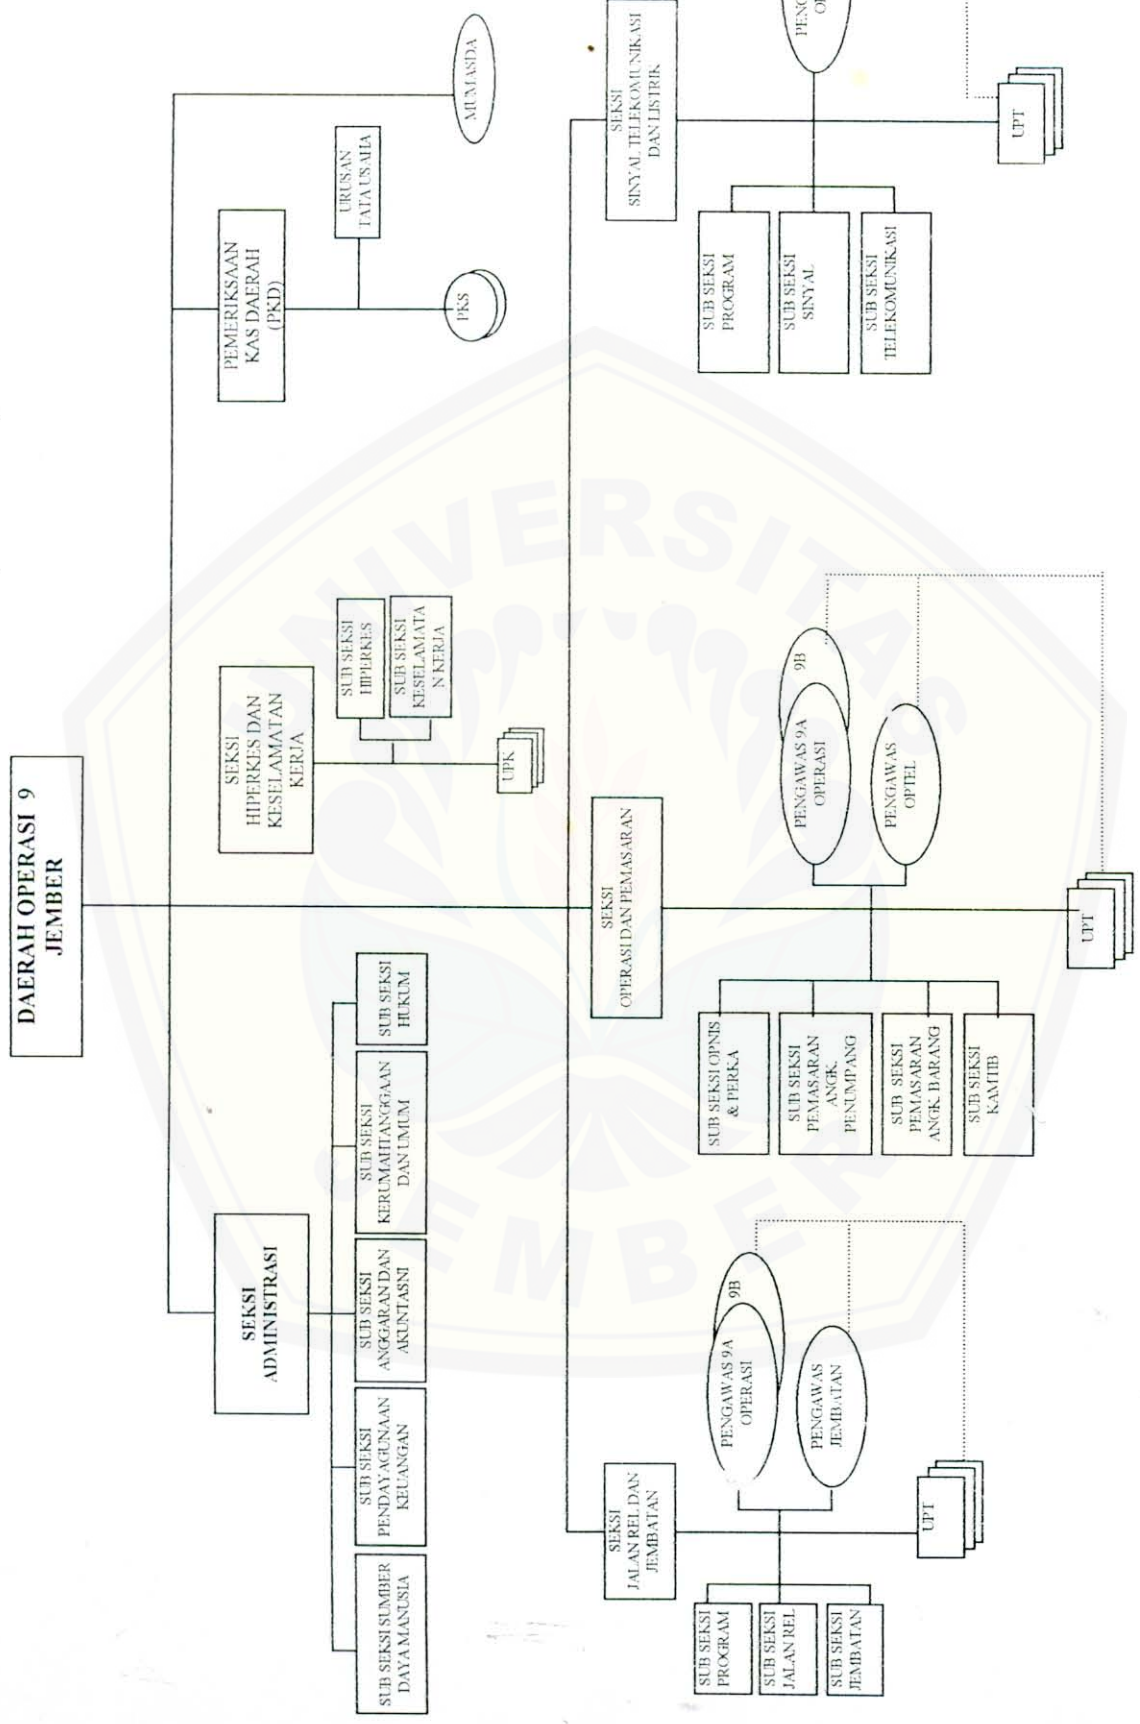 DAERAH OPERASI 9
JEMBER
SEKSI
ADMINISTRASI
SUB SEKSI SUMBER
DAYA MANUSIA
SUB SEKSI
PENDAYAGUNAAN
KEUANGAN
SUB SEKSI
ANGGARAN DAN
AKUNTASNI
SUB SEKSI
KERUMAHTANGGAAN
DAN UMUM
SUB SEKSI
HUKUM
SEKSI
HIPERKES DAN
KESELAMATAN
KERJA
SUB SEKSI
HIPERKES
SUB SEKSI
KESELAMATA
N KERJA
UPK
PEMERIKSAAN
KAS DAERAH
(PKD)
URUSAN
TATA USAHA
PKS
MUMASDA
SEKSI
JALAN REL DAN
JEMBATAN
SUB SEKSI
PROGRAM
SUB SEKSI
JALAN REL
SUB SEKSI
JEMBATAN
PENGAWAS 9A
OPERASI
9B
PENGAWAS
JEMBATAN
UPT
SEKSI
OPERASI DAN PEMASARAN
SUB SEKSI OPNIS
& PERKA
SUB SEKSI
PEMASARAN
ANGK.
PENUMPANG
SUB SEKSI
PEMASARAN
ANGK. BARANG
SUB SEKSI
KAMTIB
PENGAWAS 9A
OPERASI
9B
PENGAWAS
OPTEL
UPT
SEKSI
SINYAL TELEKOMUNIKASI
DAN LISTRIK
SUB SEKSI
PROGRAM
SUB SEKSI
SINYAL
SUB SEKSI
TELEKOMUNIKASI
UPT
UNIVERSITAS
JEMBER